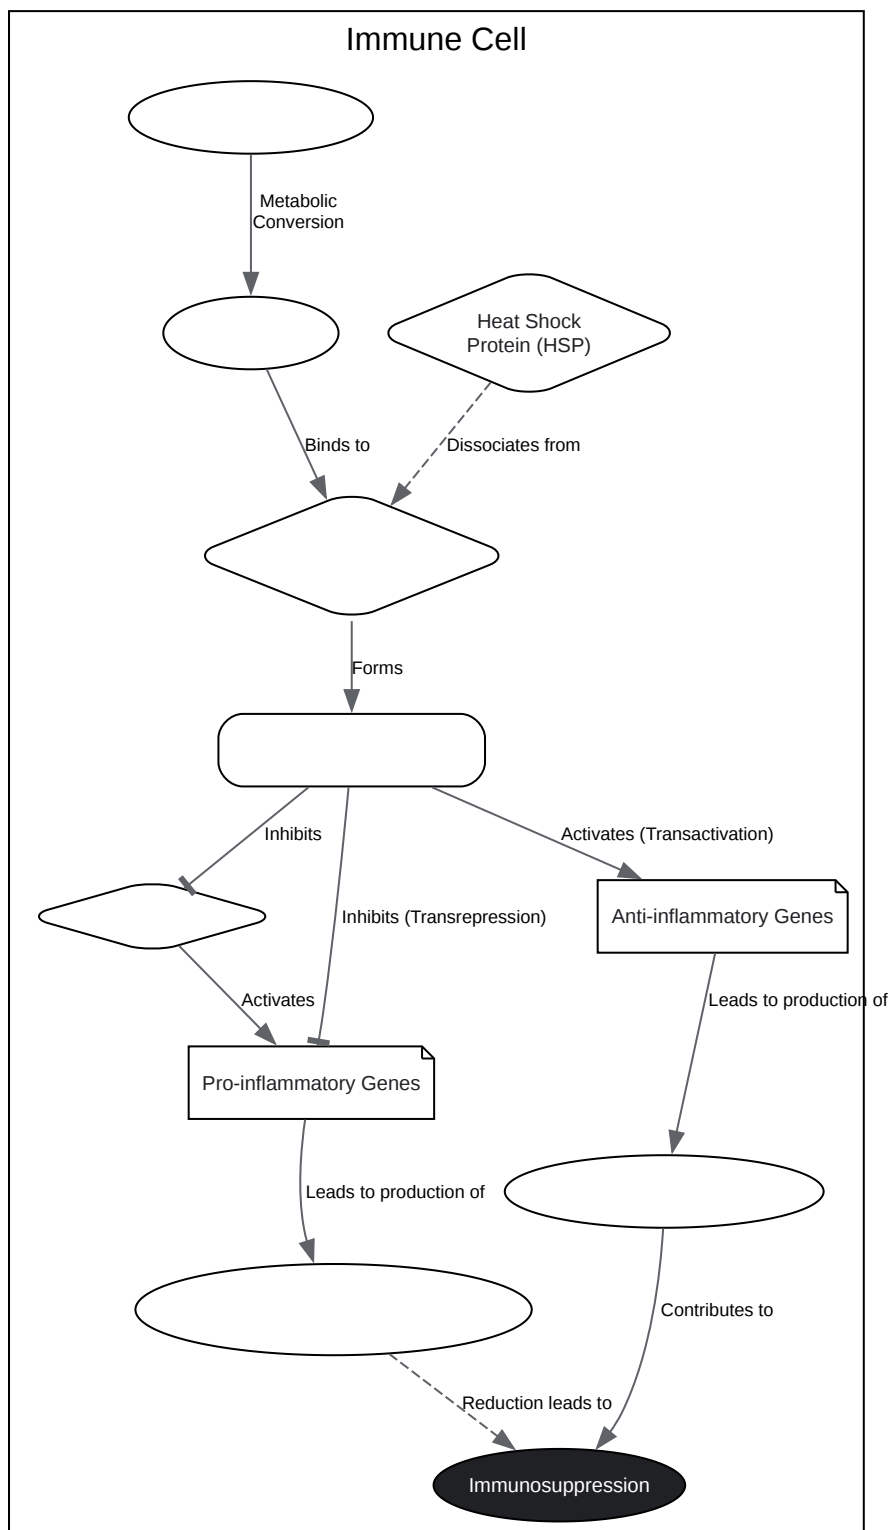 Immune Cell
Metabolic
Conversion
Heat Shock
Protein (HSP)
Binds to
Dissociates from
Forms
Inhibits
Activates (Transactivation)
Inhibits (Transrepression)
Anti-inflammatory Genes
Activates
Leads to production of
Pro-inflammatory Genes
Leads to production of
Contributes to
Reduction leads to
Immunosuppression